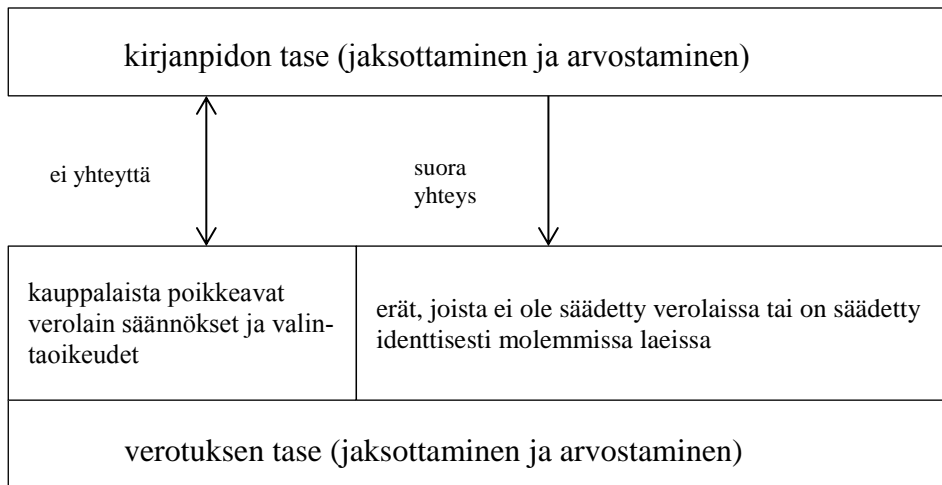 kirjanpidon tase (jaksottaminen ja arvostaminen)
ei yhteyttä
suora
yhteys
kauppalaista poikkeavat
verolain säännökset ja valin-
taoikeudet
erät, joista ei ole säädetty verolaissa tai on säädetty
identtisesti molemmissa laeissa
verotuksen tase (jaksottaminen ja arvostaminen)